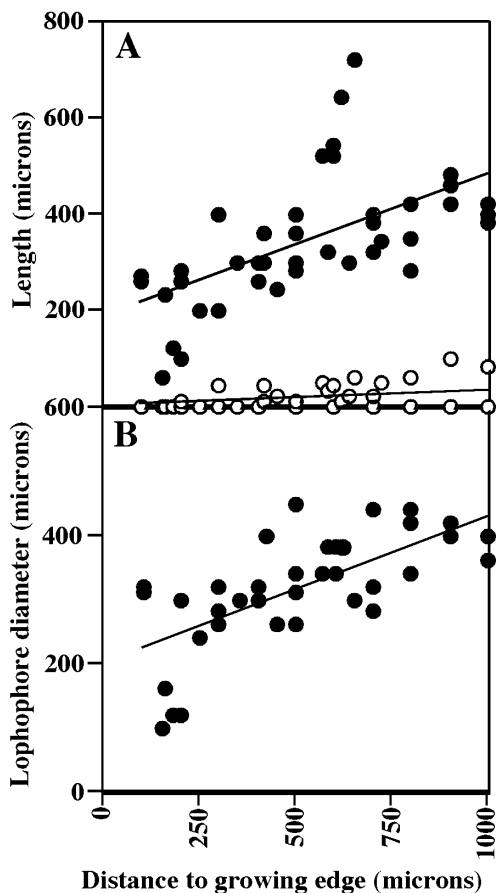 800
A
600
400
200
Length (microns)
600
B
400
200
0
Lophophore diameter (microns)
0
250
500
750
1000
Distance to growing edge (microns)